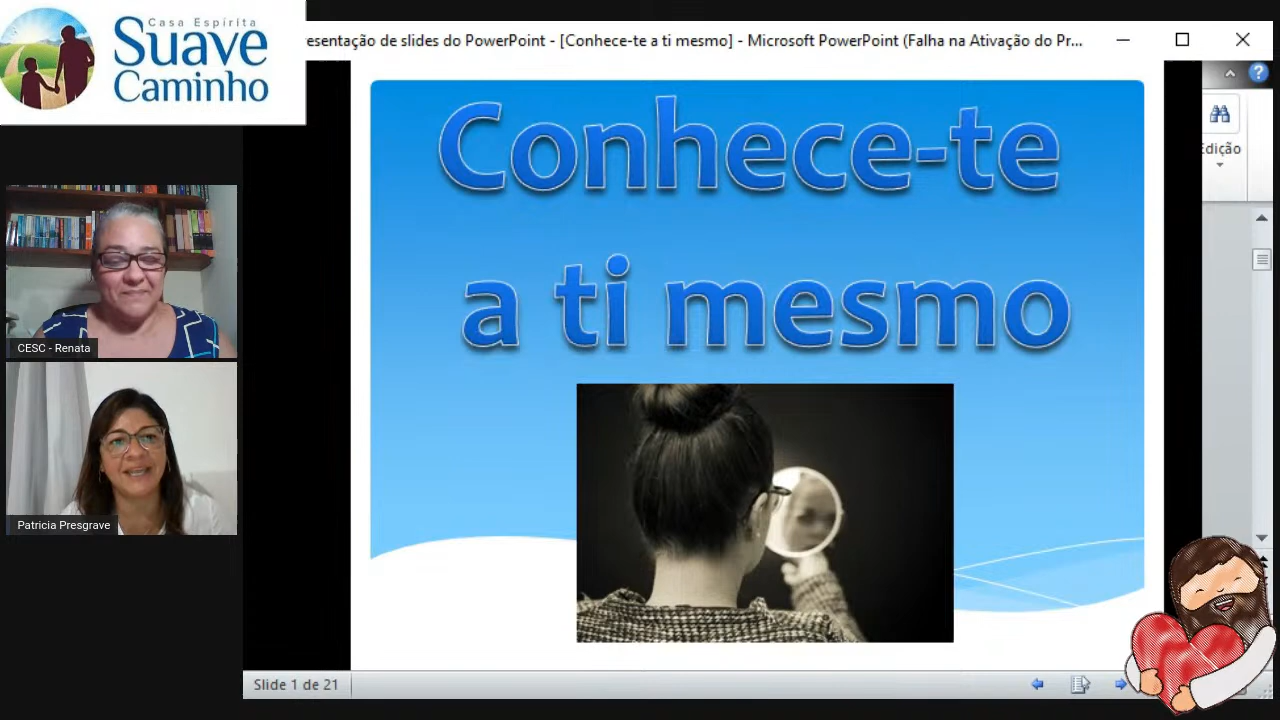 Casa Espírita
Suave
Caminho
resentação de slides do PowerPoint - [Conhece-te a ti mesmo] - Microsoft PowerPoint (Falha na Ativação do Pr...
Edição
Conhece-te
a ti mesmo
CESC - Renata
Patricia Presgrave
Slide 1 de 21